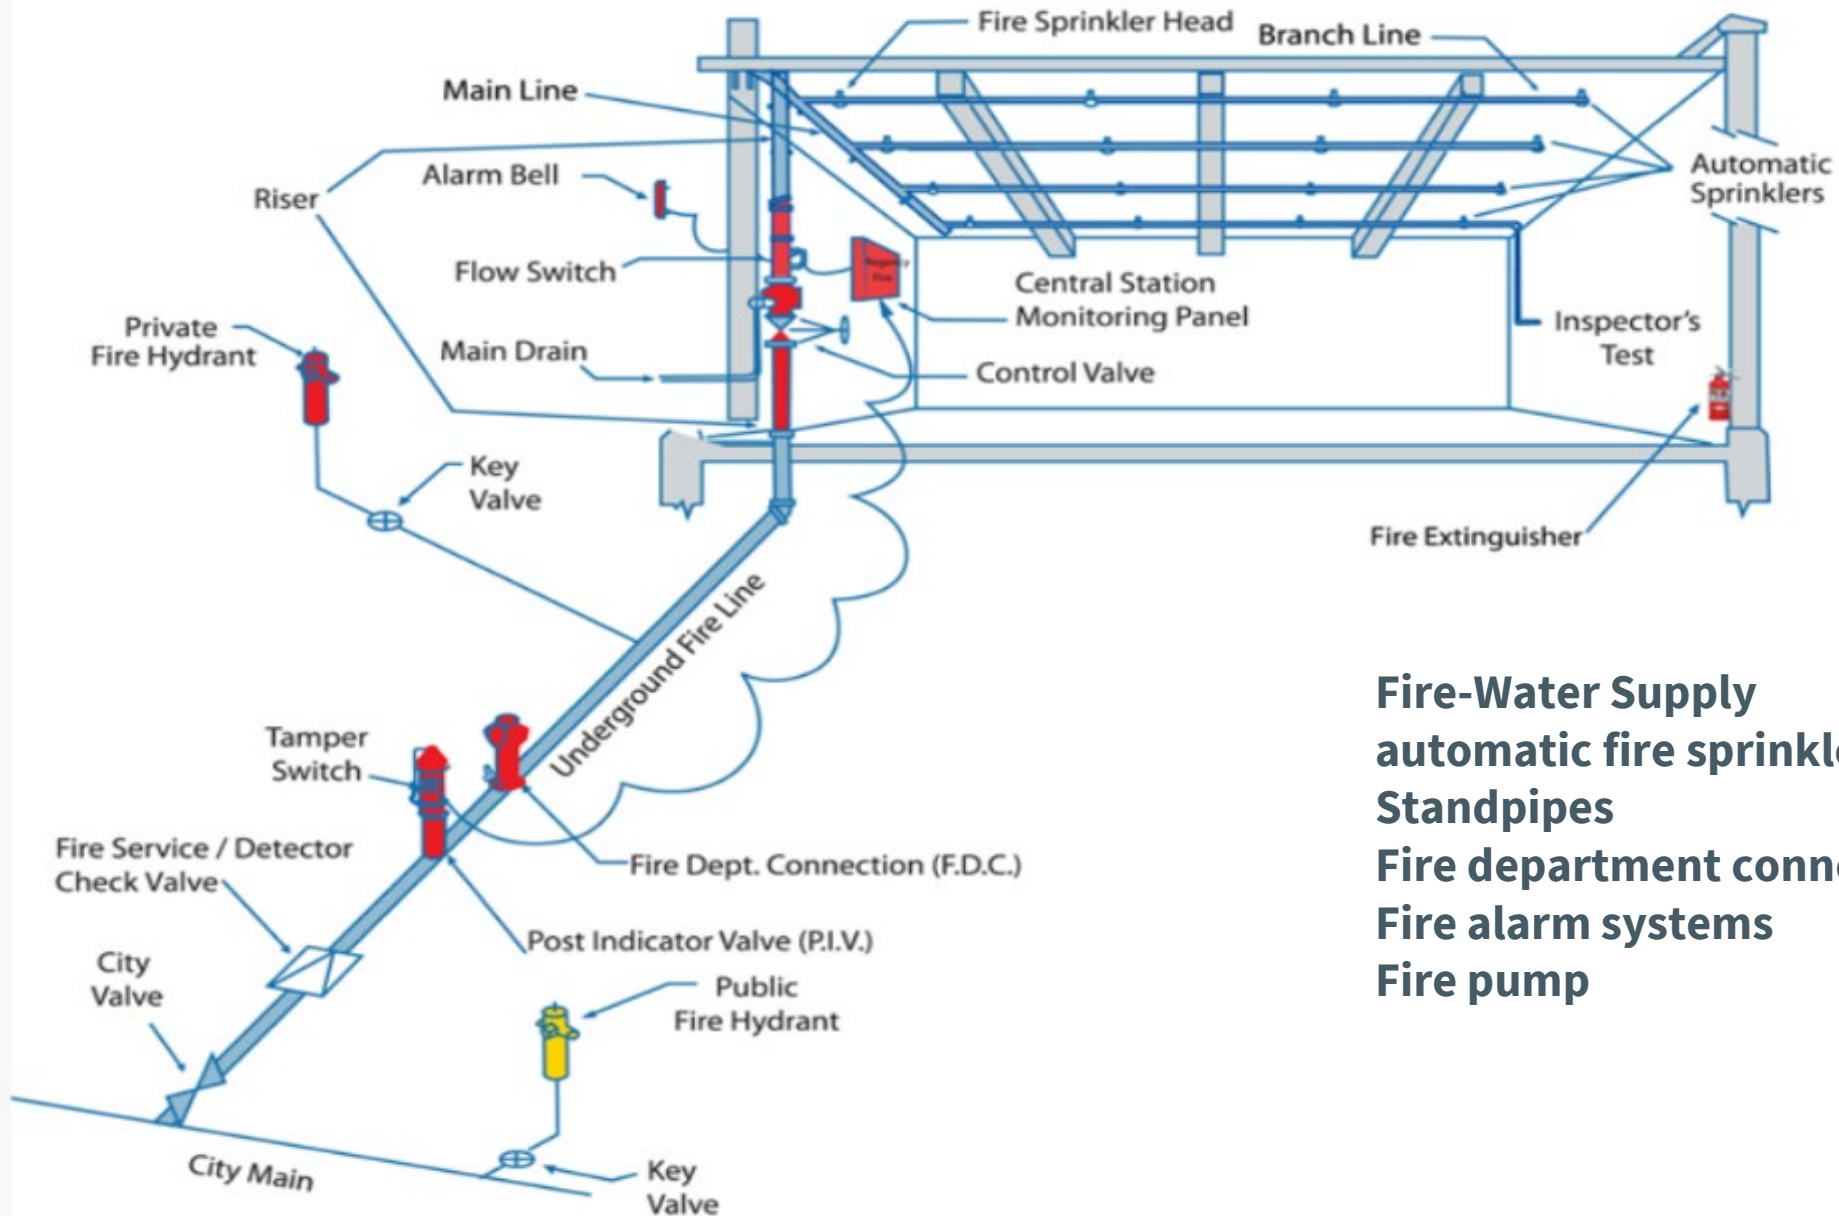 Fire Sprinkler Head
Branch Line
Main Line
Alarm Bell
Riser
Automatic
Sprinklers
Flow Switch
Central Station
Monitoring Panel
Private
Fire Hydrant
Inspector's
Test
Main Drain
Control Valve
Key
Valve
Fire Extinguisher
Underground Fire Line
Tamper
Switch
Fire Service / Detector
Check Valve
Fire Dept. Connection (F.D.C.)
Post Indicator Valve (P.I.V.)
City
Valve
Public
Fire Hydrant
City Main
Key
Valve
Fire-Water Supply
automatic fire
Standpipes
Fire department
Fire alarm systems
Fire pump